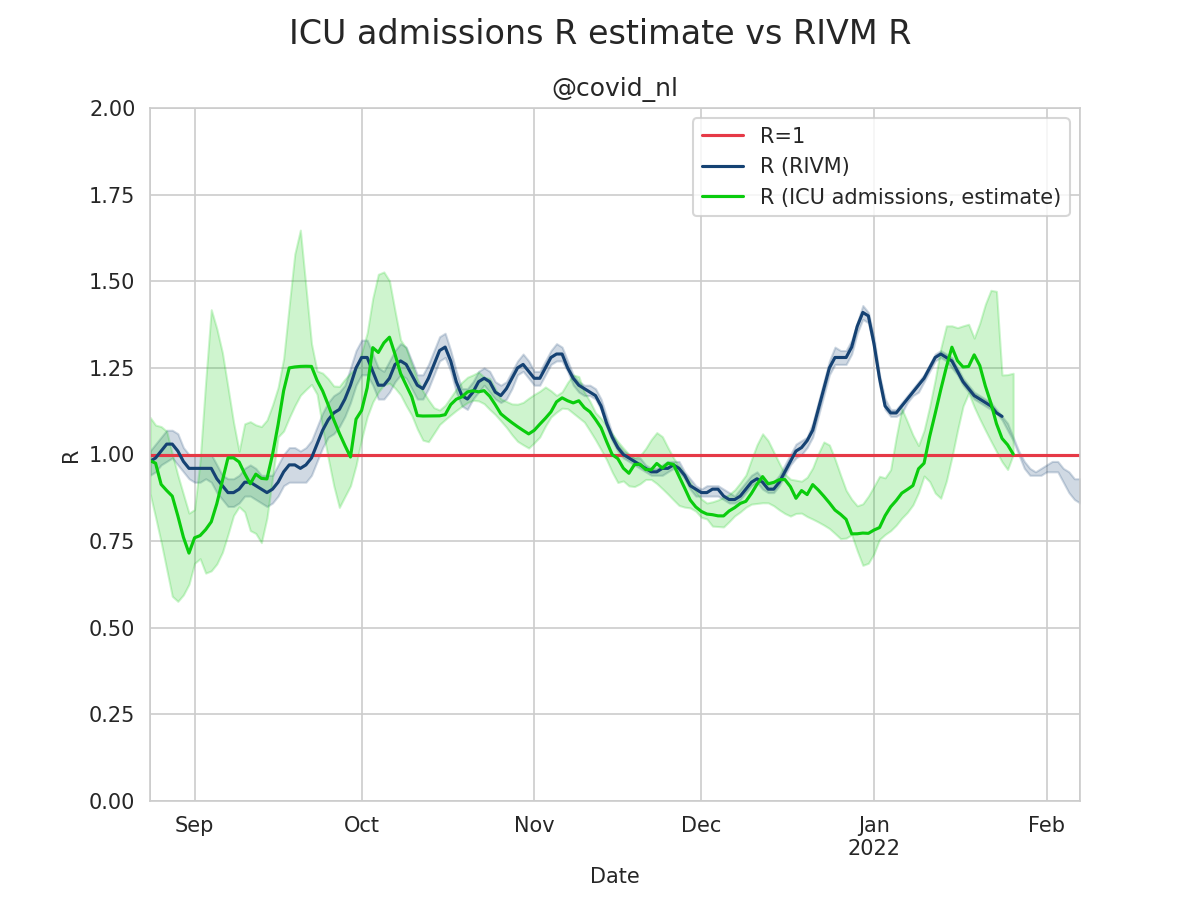 ICU admissions R estimate vs RIVM R
@covid_nl
R=1
R (RIVM)
R (ICU admissions, estimate)
2.00
1.75
1.50
1.25
1.00
0.75
0.50
0.25
0.00
R
Sep
Oct
Nov
Dec
Jan
2022
Feb
Date